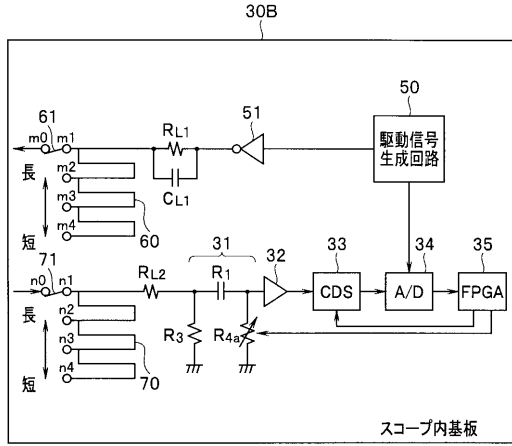 30B
50
駆動信号
生成回路
51
RL1
CL1
61
m0 m1
長
m2
m3
短
m4
60
31
32
33
34
35
71
n0 n1
RL2
R1
CDS
A/D
FPGA
長
n2
R3
R4a
n3
短
n4
70
スコープ内基板